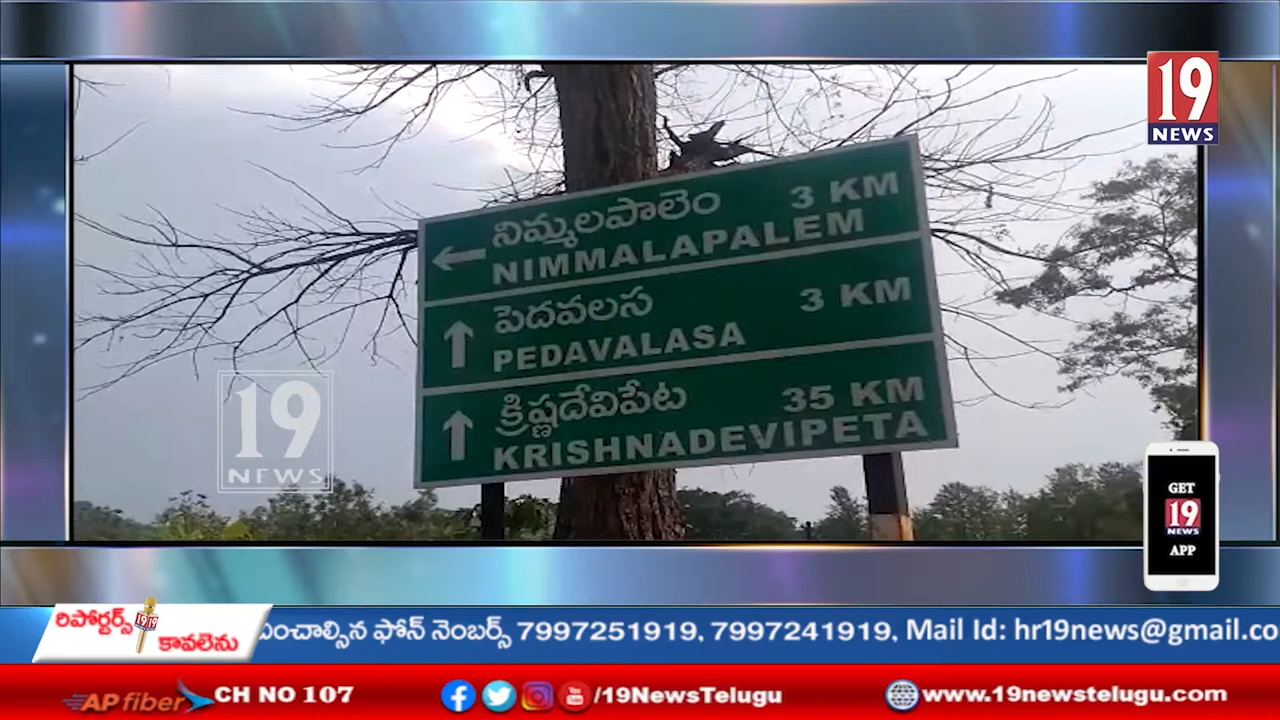 19
NEWS
నిమ్మలపాలెం 3 KM
NIMMALAPALEM
పెదవలస 3 KM
PEDAVALASA
క్రిష్ణదేవిపేట 35 KM
KRISHNADEVIPETA
19
NEWS
GET
19
NEWS
APP
రిపోర్టర్స్ 19 19
కావలెను
ఫోన్ నెంబర్స్ 7997251919, 7997241919, Mail Id: hr19news@gmail.co
AP fiber CH NO 107 /19NewsTelugu www.19newstelugu.com